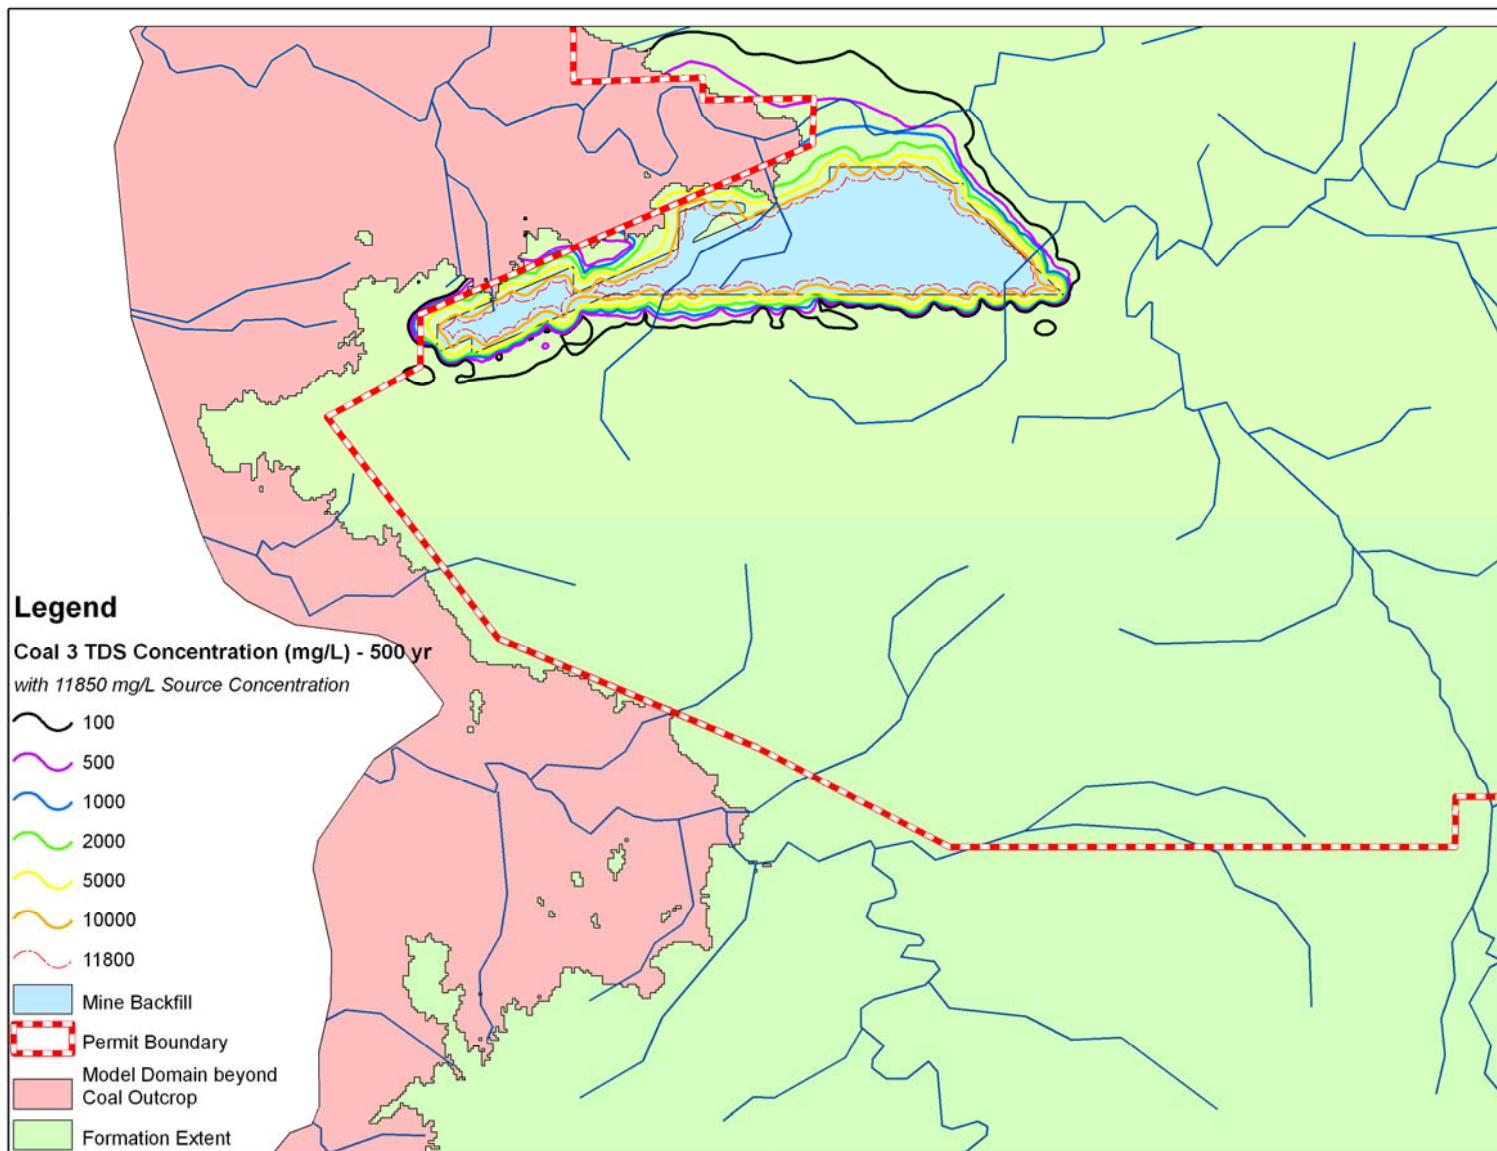 Legend
Coal 3 TDS Concentration (mg/L) - 500 yr
with 11850 mg/L Source Concentration
100
500
1000
2000
5000
10000
11800
Mine Backfill
Permit Boundary
Model Domain beyond
Coal Outcrop
Formation Extent